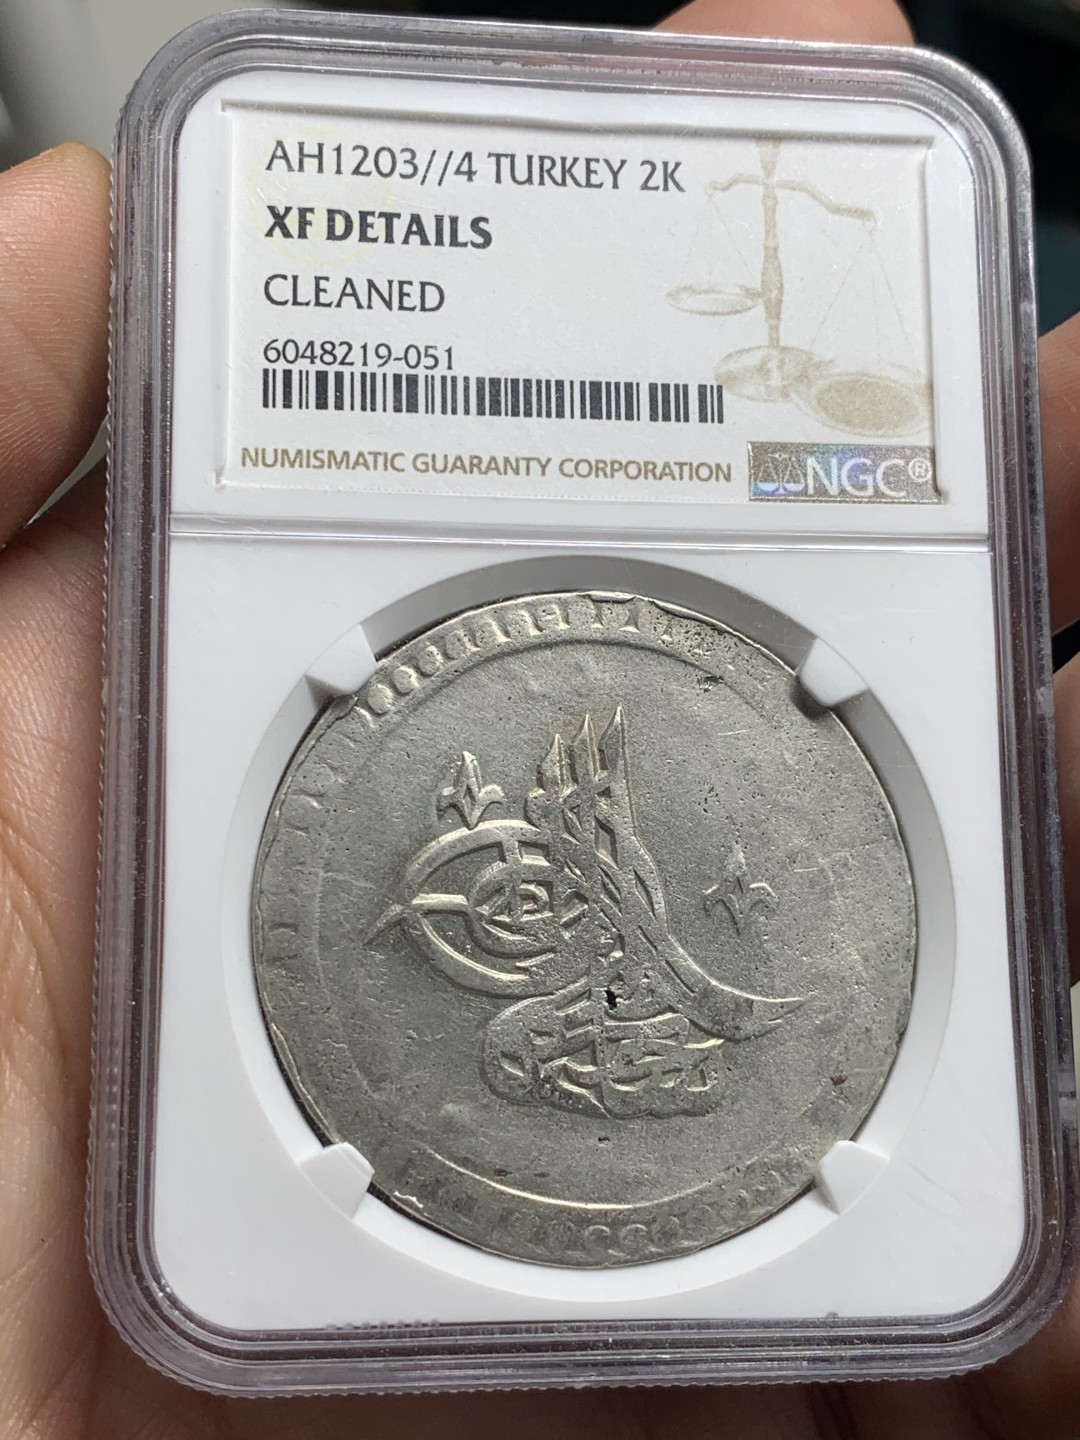 AH1203//4 TURKEY 2K
XF DETAILS
CLEANED
6048219-051
NUMISMATIC GUARANTY CORPORATION
NGC®